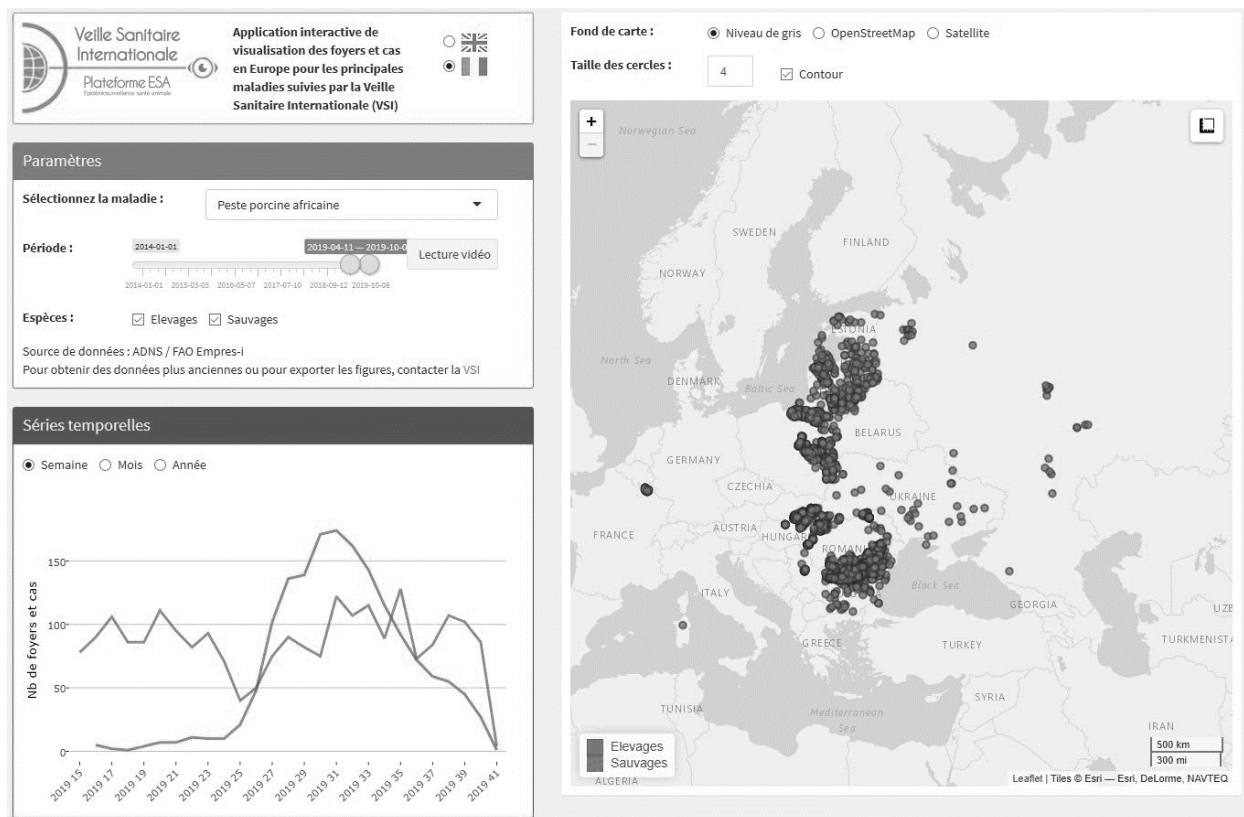 Veille Sanitaire
Internationale
Plateforme ESA
Epidémiosurveillance santé animale
Application interactive de
visualisation des foyers et cas
en Europe pour les principales
maladies suivies par la Veille
Sanitaire Internationale (VSI)
Paramètres
Sélectionnez la maladie :
Peste porcine africaine
Période :
2014-01-01
2019-04-11 — 2019-10-0
Lecture vidéo
2014-01-01 2015-03-05 2016-05-07 2017-07-10 2018-09-12 2019-10-08
Espèces :
Elevages
Sauvages
Source de données : ADNS / FAO Empres-i
Pour obtenir des données plus anciennes ou pour exporter les figures, contacter la VSI
Séries temporelles
Semaine
Mois
Année
Nb de foyers et cas
150
100
50
0
2019 15
2019 17
2019 19
2019 21
2019 23
2019 25
2019 27
2019 29
2019 31
2019 33
2019 35
2019 37
2019 39
2019 41
Fond de carte :
Niveau de gris
OpenStreetMap
Satellite
Taille des cercles :
4
Contour
+
−
Norwegian Sea
SWEDEN
FINLAND
NORWAY
ESTONIA
North Sea
DENMARK
Baltic Sea
BELARUS
GERMANY
CZECHIA
UKRAINE
FRANCE
AUSTRIA
HUNGAR
ROMANI
ITALY
Black Sea
GEORGIA
UZB
GREECE
TURKEY
TURKMENISTA
TUNISIA
Mediterranean
Sea
SYRIA
IRAN
ALGERIA
Elevages
Sauvages
500 km
300 mi
Leaflet | Tiles © Esri — Esri, DeLorme, NAVTEQ